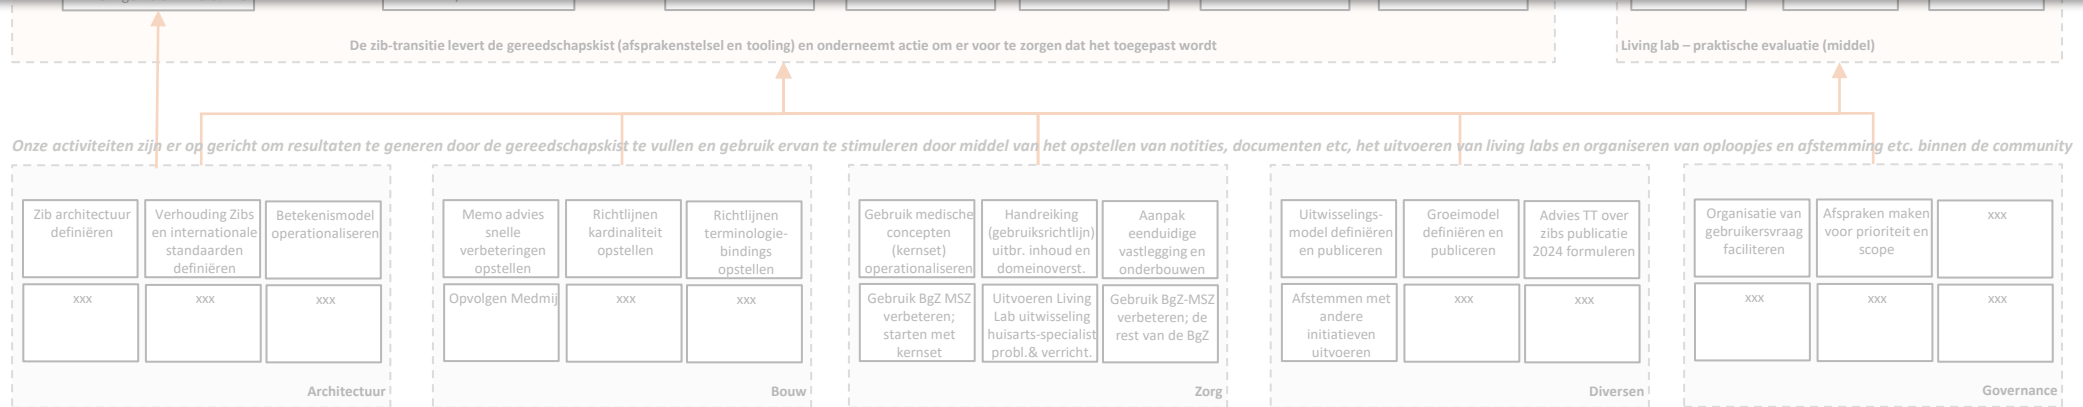 De zib-transitie levert de gereedschapskist (afsprakenstelsel en tooling) en onderneemt actie om er voor te zorgen dat het toegepast wordt
Living lab – praktische evaluatie (middel)
Onze activiteiten zijn er op gericht om resultaten te generen door de gereedschapskist te vullen en gebruik ervan te stimuleren door middel van het opstellen van notities, documenten etc, het uitvoeren van living labs en organiseren van oploopjes en afstemming etc. binnen de community
Zib architectuur
definiëren
Verhouding Zibs
en internationale
standaarden
definiëren
Betekenismodel
operationaliseren
xxx
xxx
xxx
Architectuur
Memo advies
snelle
verbeteringen
opstellen
Richtlijnen
kardinaliteit
opstellen
Richtlijnen
terminologie-
bindings
opstellen
Opvolgen Medmij
xxx
xxx
Bouw
Gebruik medische
concepten
(kernset)
operationaliseren
Handreiking
(gebruiksrichtlijn)
uitbr. inhoud en
domeinoverst.
Aanpak
eenduidige
vastlegging en
onderbouwen
Gebruik BgZ MSZ
verbeteren;
starten met
kernset
Uitvoeren Living
Lab uitwisseling
huisarts-specialist
probl.& verricht.
Gebruik BgZ-MSZ
verbeteren; de
rest van de BgZ
Zorg
Uitwisselings-
model definiëren
en publiceren
Groeimodel
definiëren en
publiceren
Advies TT over
zibs publicatie
2024 formuleren
Afstemmen met
andere
initiatieven
uitvoeren
xxx
xxx
Diversen
Organisatie van
gebruikersvraag
faciliteren
Afspraken maken
voor prioriteit en
scope
xxx
xxx
xxx
xxx
Governance